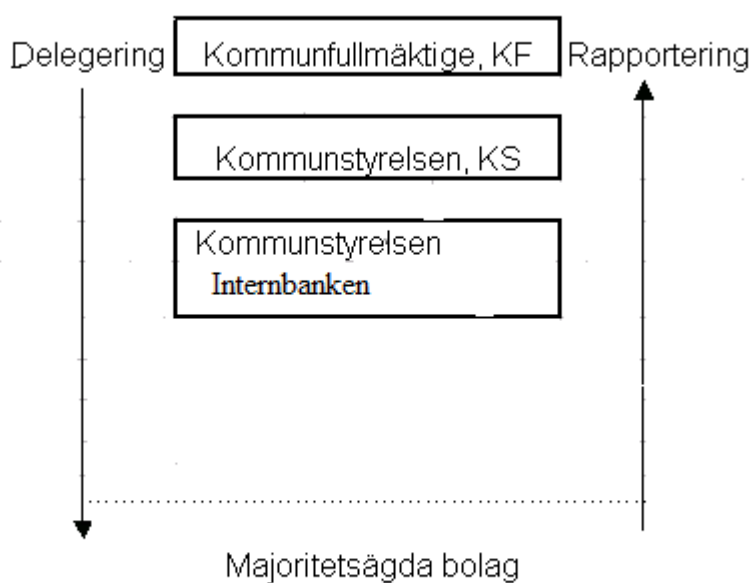 Delegering Kommunfullmäktige, KF Rapportering
Kommunstyrelsen, KS
Kommunstyrelsen
Internbanken
Majoritetsägda bolag